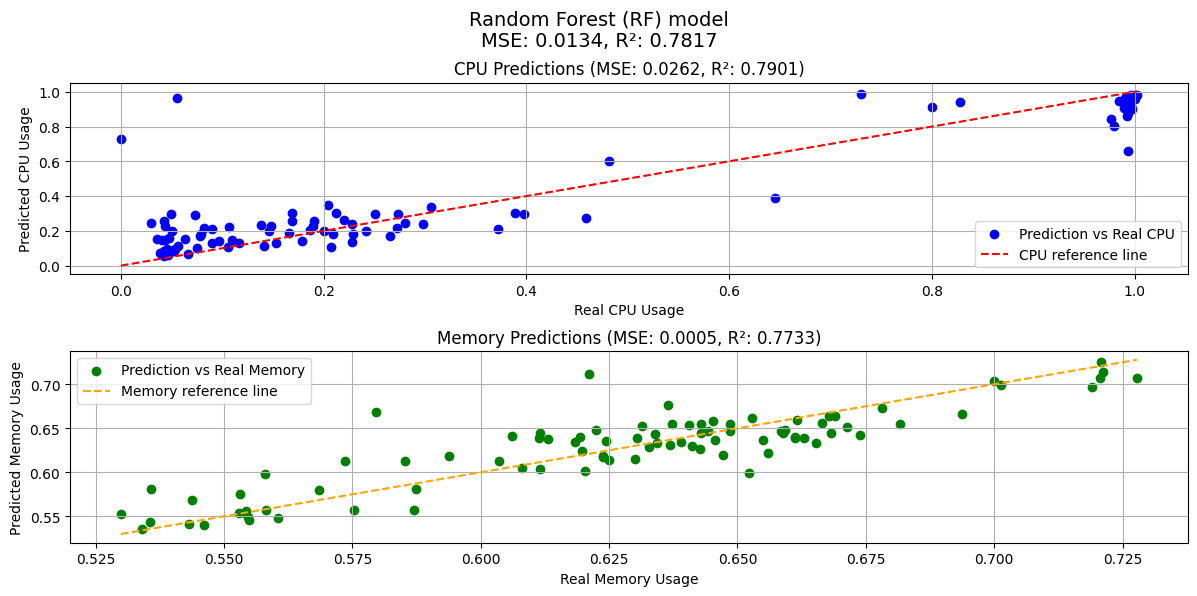 Random Forest (RF) model
MSE: 0.0134, R²: 0.7817
CPU Predictions (MSE: 0.0262, R²: 0.7901)
Predicted CPU Usage
1.0
0.8
0.6
0.4
0.2
0.0
Prediction vs Real CPU
CPU reference line
0.0 0.2 0.4 0.6 0.8 1.0
Real CPU Usage
Memory Predictions (MSE: 0.0005, R²: 0.7733)
Predicted Memory Usage
Prediction vs Real Memory
Memory reference line
0.70
0.65
0.60
0.55
0.525 0.550 0.575 0.600 0.625 0.650 0.675 0.700 0.725
Real Memory Usage